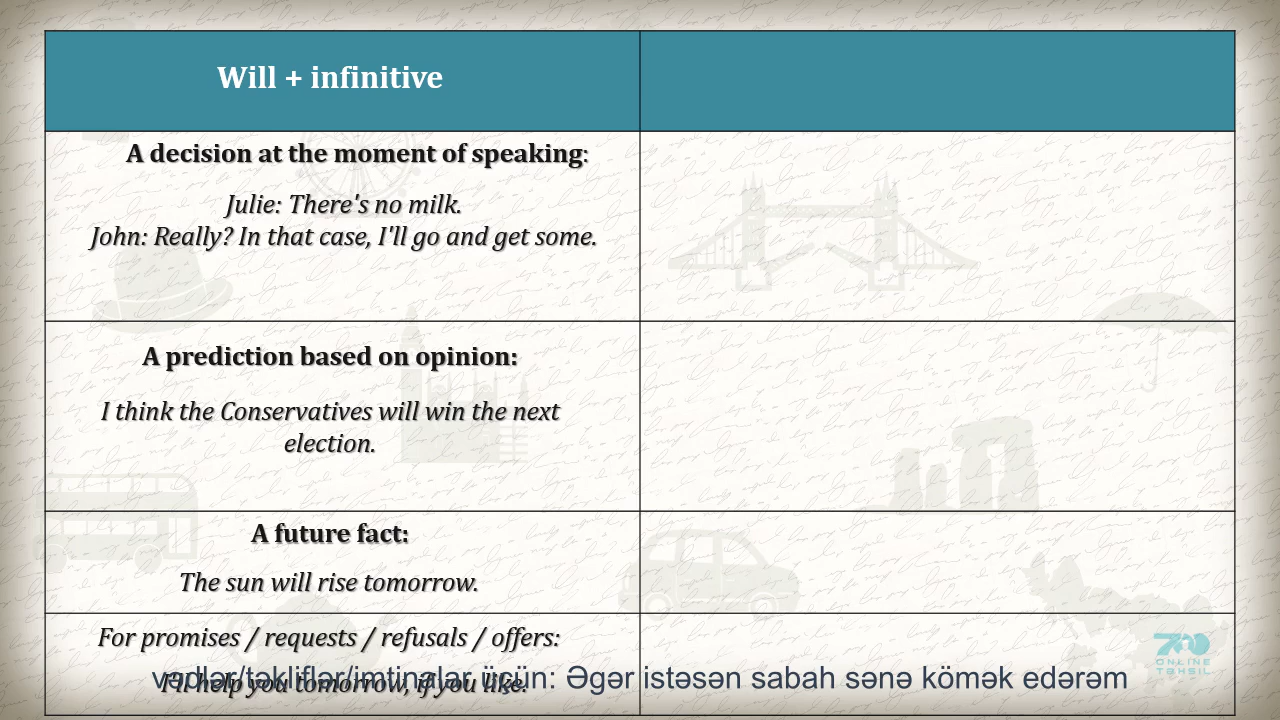 Will + infinitive
A decision at the moment of speaking:
Julie: There's no milk.
John: Really? In that case, I'll go and get some.
A prediction based on opinion:
I think the Conservatives will win the next
election.
A future fact:
The sun will rise tomorrow.
For promises / requests / refusals / offers:
I'll help you tomorrow, if you like.
vədlər/təkliflər/imtinalar üçün: Əgər istəsən sabah sənə kömək edərəm
700
ONLINE
TƏHSİL